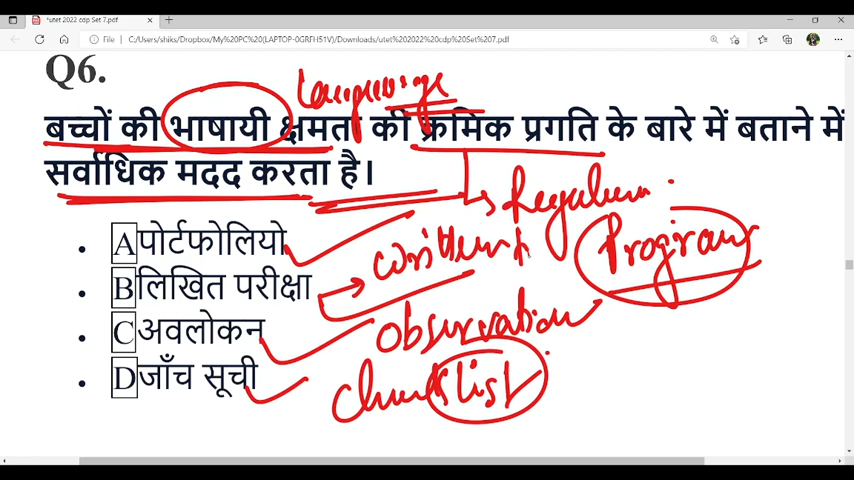 *utet 2022 cdp Set 7.pdf
File | C:/Users/shiks/Dropbox/My%20PC%20(LAPTOP-0GRFH51V)/Downloads/utet%202022%20cdp%20Set%207.pdf
Q6.
Language
बच्चों की भाषायी क्षमता की क्रमिक प्रगति के बारे में बताने में
सर्वाधिक मदद करता है।
Regular
A पोर्टफोलियो
written
B लिखित परीक्षा
observation
C अवलोकन
D जाँच सूची
list